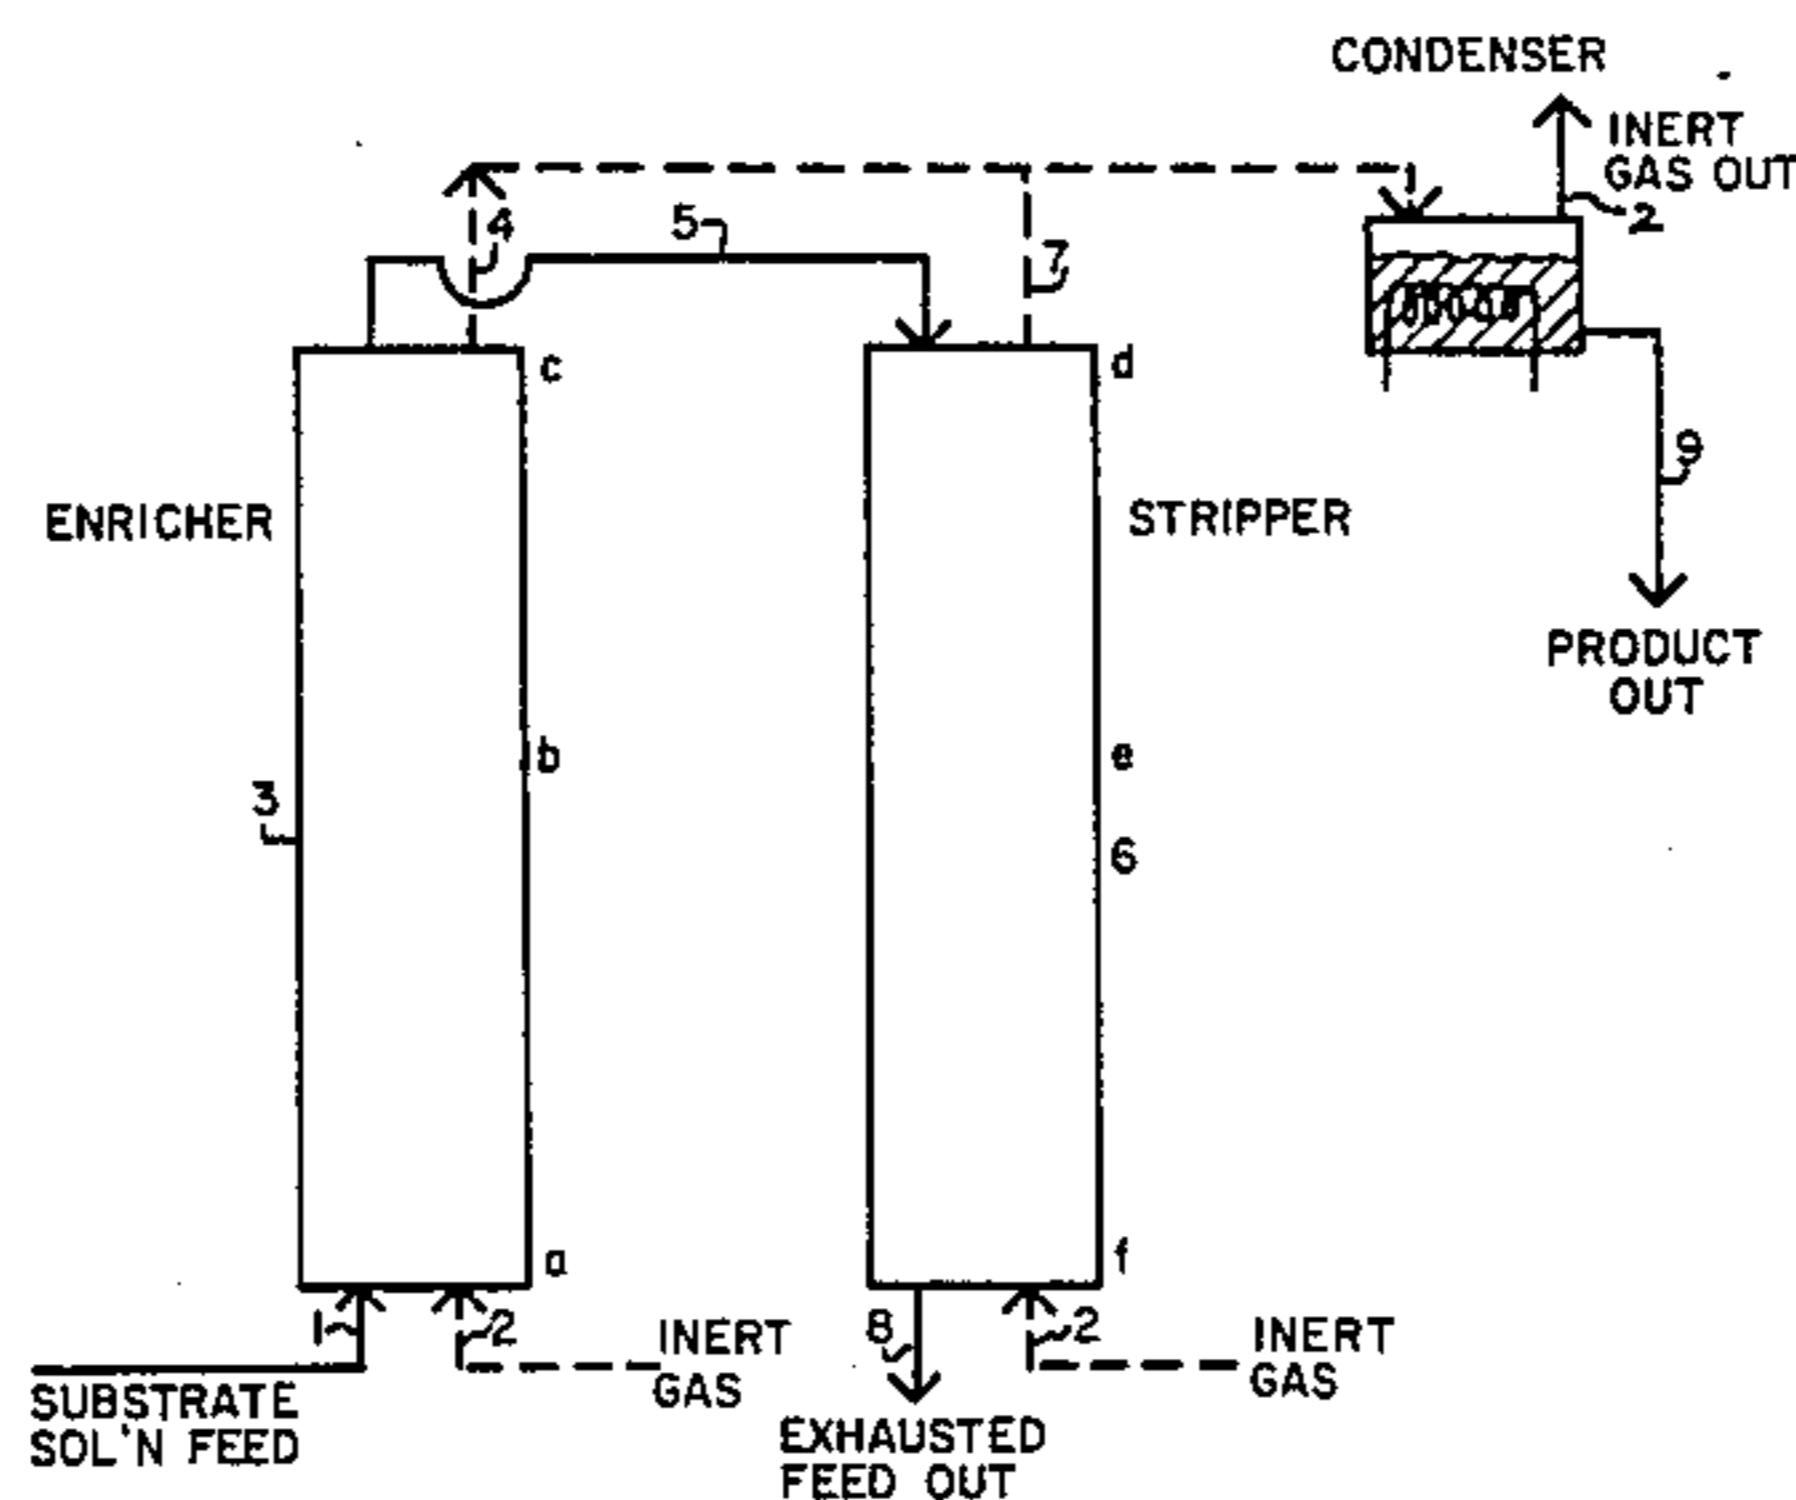 CONDENSER
INERT
GAS OUT
2
4
5
7
c
d
9
ENRICHER
STRIPPER
PRODUCT
OUT
b
e
3
6
a
f
1
2
INERT
GAS
8
2
INERT
GAS
SUBSTRATE
SOL'N FEED
EXHAUSTED
FEED OUT